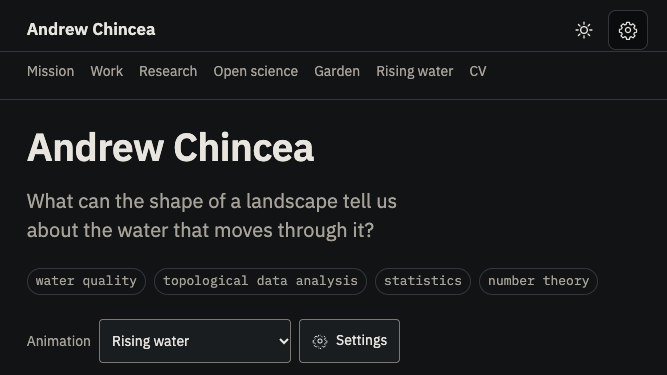 Andrew Chincea
Mission Work Research Open science Garden Rising water CV
Andrew Chincea
What can the shape of a landscape tell us
about the water that moves through it?
water quality topological data analysis statistics number theory
Animation Rising water Settings